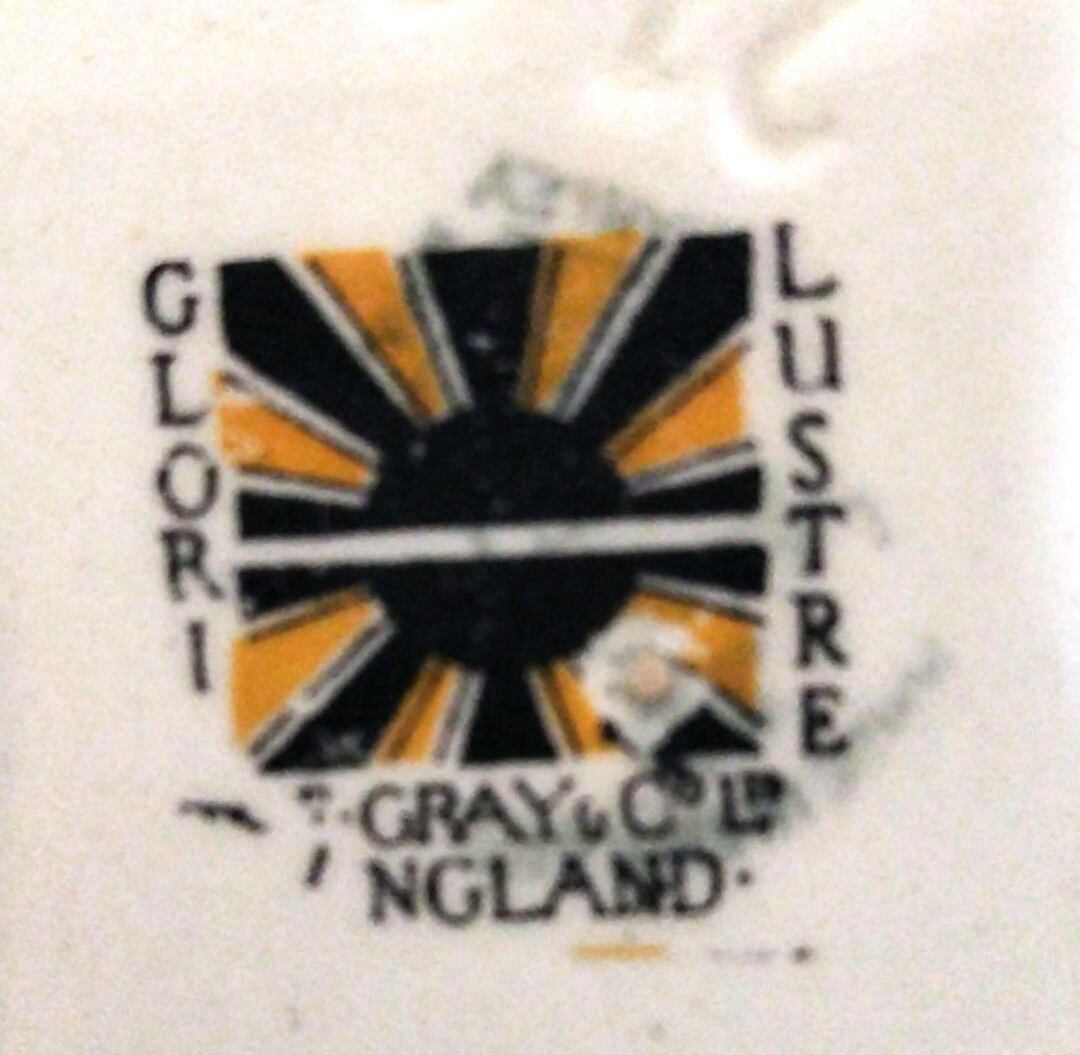 GLORI
LUSTRE
T. GRAY & Co LTD
NGLAND.